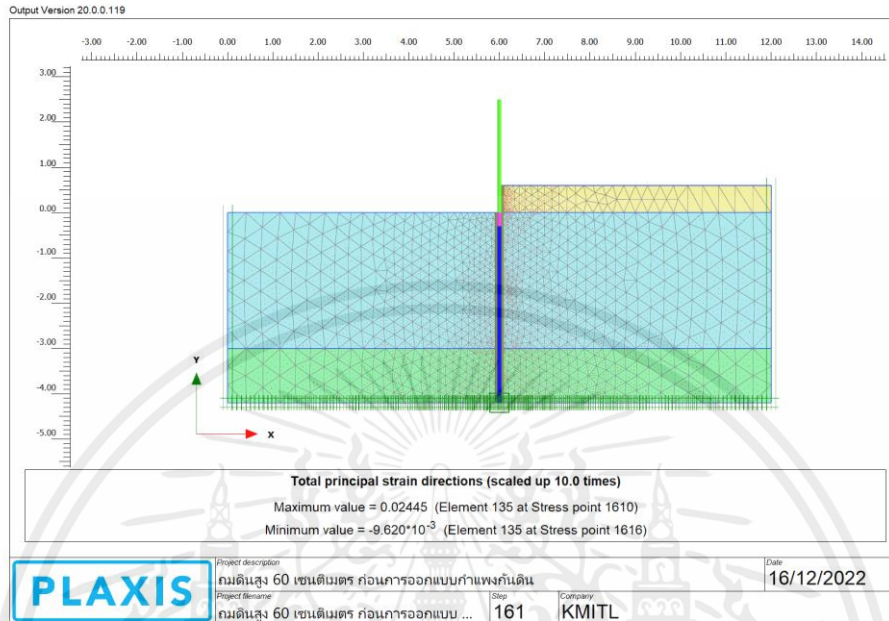 Output Version 20.0.0.119
-3.00 -2.00 -1.00 0.00 1.00 2.00 3.00 4.00 5.00 6.00 7.00 8.00 9.00 10.00 11.00 12.00 13.00 14.00
3.00
2.00
1.00
0.00
-1.00
-2.00
-3.00
-4.00
-5.00
Y
X
Total principal strain directions (scaled up 10.0 times)
Maximum value = 0.02445 (Element 135 at Stress point 1610)
Minimum value = -9.620*10⁻³ (Element 135 at Stress point 1616)
PLAXIS
Project description
ถมดินสูง 60 เซนติเมตร ก่อนการออกแบบกำแพงกันดิน
Date
16/12/2022
Project filename
ถมดินสูง 60 เซนติเมตร ก่อนการออกแบบ ...
Step
161
Company
KMITL